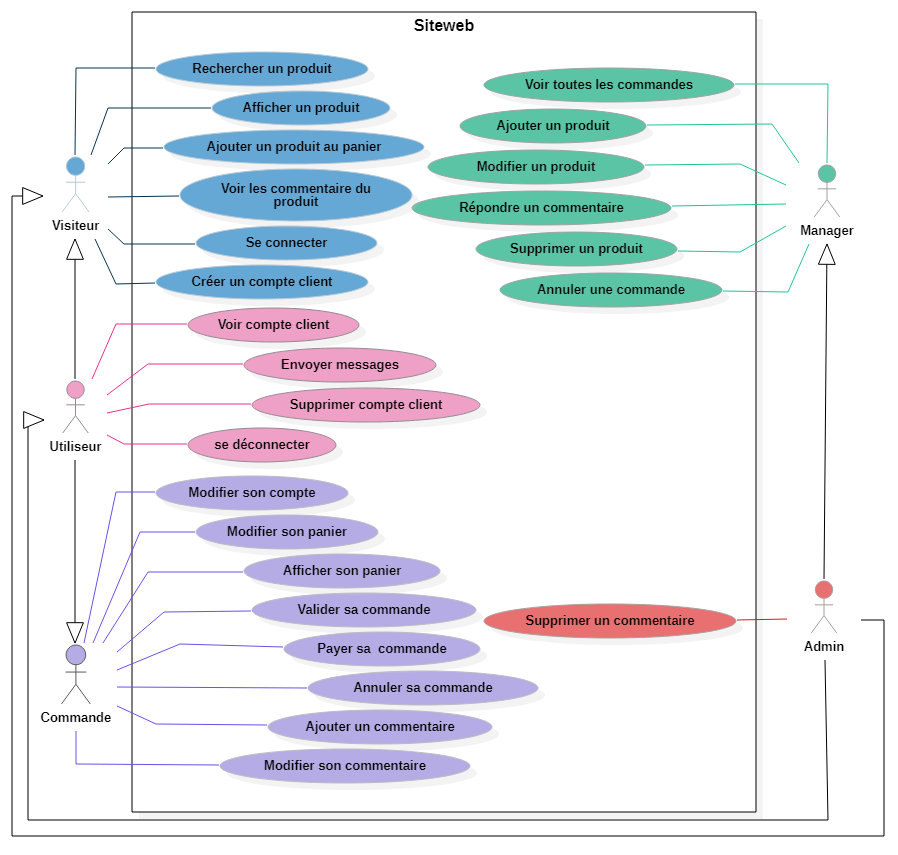 Siteweb
Rechercher un produit
Afficher un produit
Ajouter un produit au panier
Voir les commentaire du
produit
Se connecter
Créer un compte client
Visiteur
Voir toutes les commandes
Ajouter un produit
Modifier un produit
Répondre un commentaire
Supprimer un produit
Annuler une commande
Manager
Voir compte client
Envoyer messages
Supprimer compte client
se déconnecter
Utiliseur
Modifier son compte
Modifier son panier
Afficher son panier
Valider sa commande
Payer sa  commande
Annuler sa commande
Ajouter un commentaire
Modifier son commentaire
Commande
Supprimer un commentaire
Admin